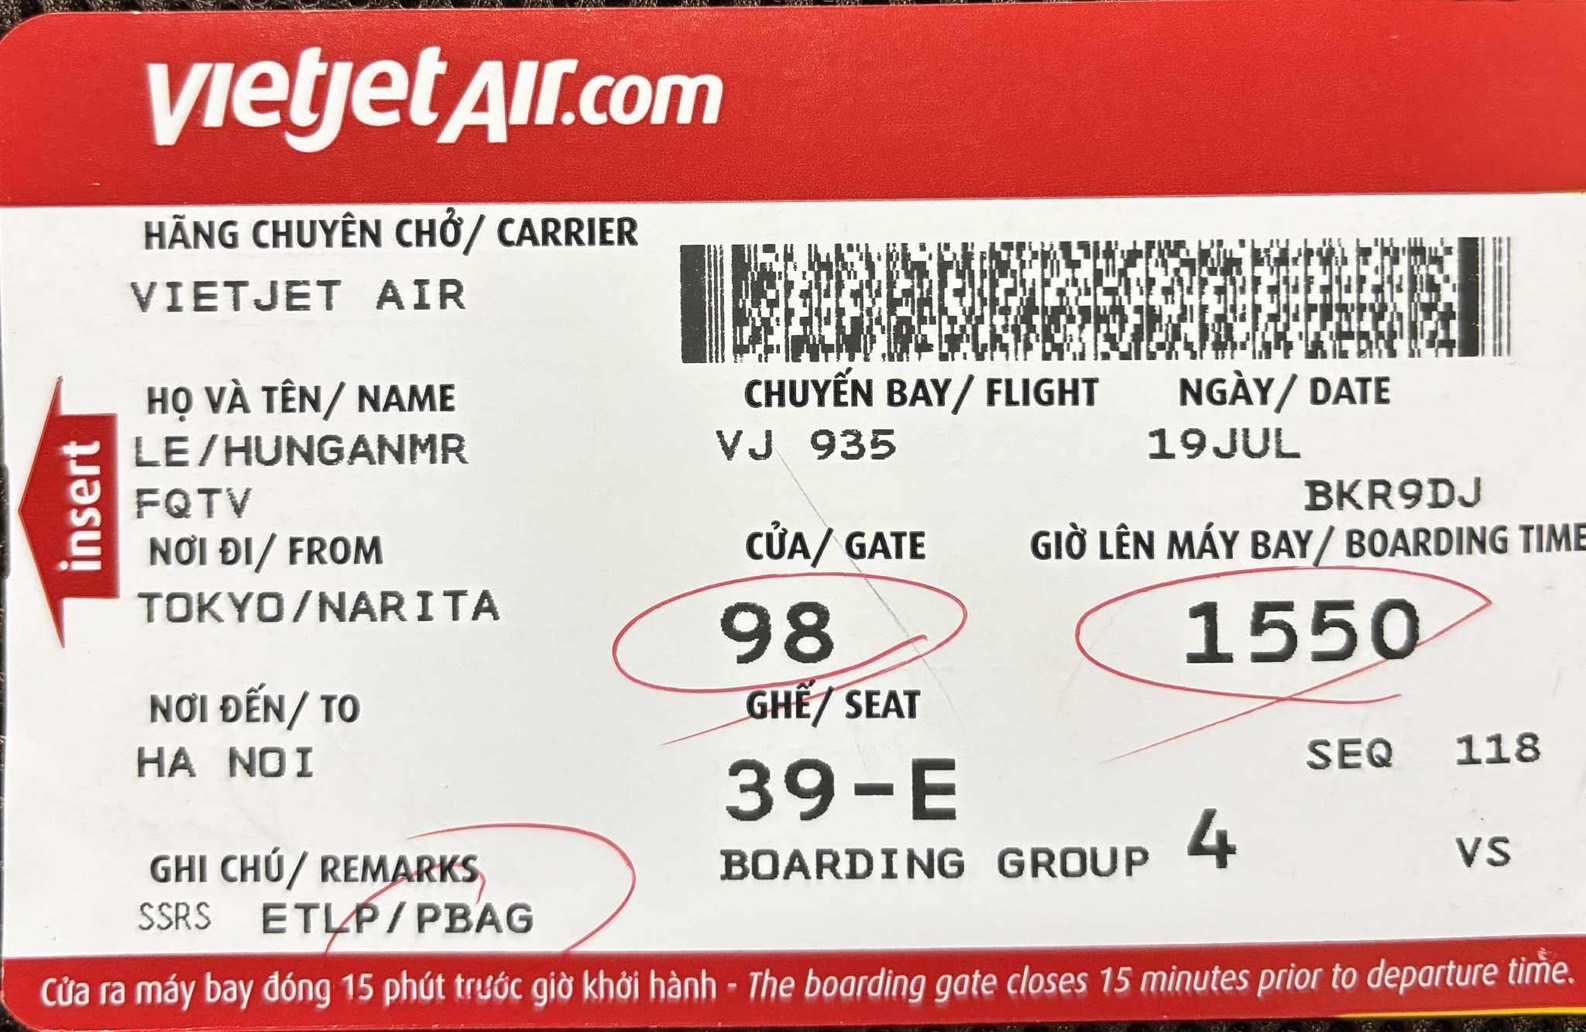 vietjetAir.com
HÃNG CHUYÊN CHỞ/ CARRIER
VIETJET AIR
HỌ VÀ TÊN/ NAME
LE/HUNGANMR
FQTV
CHUYẾN BAY/ FLIGHT
VJ 935
NGÀY/ DATE
19JUL
BKR9DJ
insert
NƠI ĐI/ FROM
TOKYO/NARITA
CỬA/ GATE
98
GIỜ LÊN MÁY BAY/ BOARDING TIME
1550
NƠI ĐẾN/ TO
HA NOI
GHẾ/ SEAT
39-E
SEQ 118
BOARDING GROUP 4
VS
GHI CHÚ/ REMARKS
SSRS ETLP/PBAG
Cửa ra máy bay đóng 15 phút trước giờ khởi hành - The boarding gate closes 15 minutes prior to departure time.